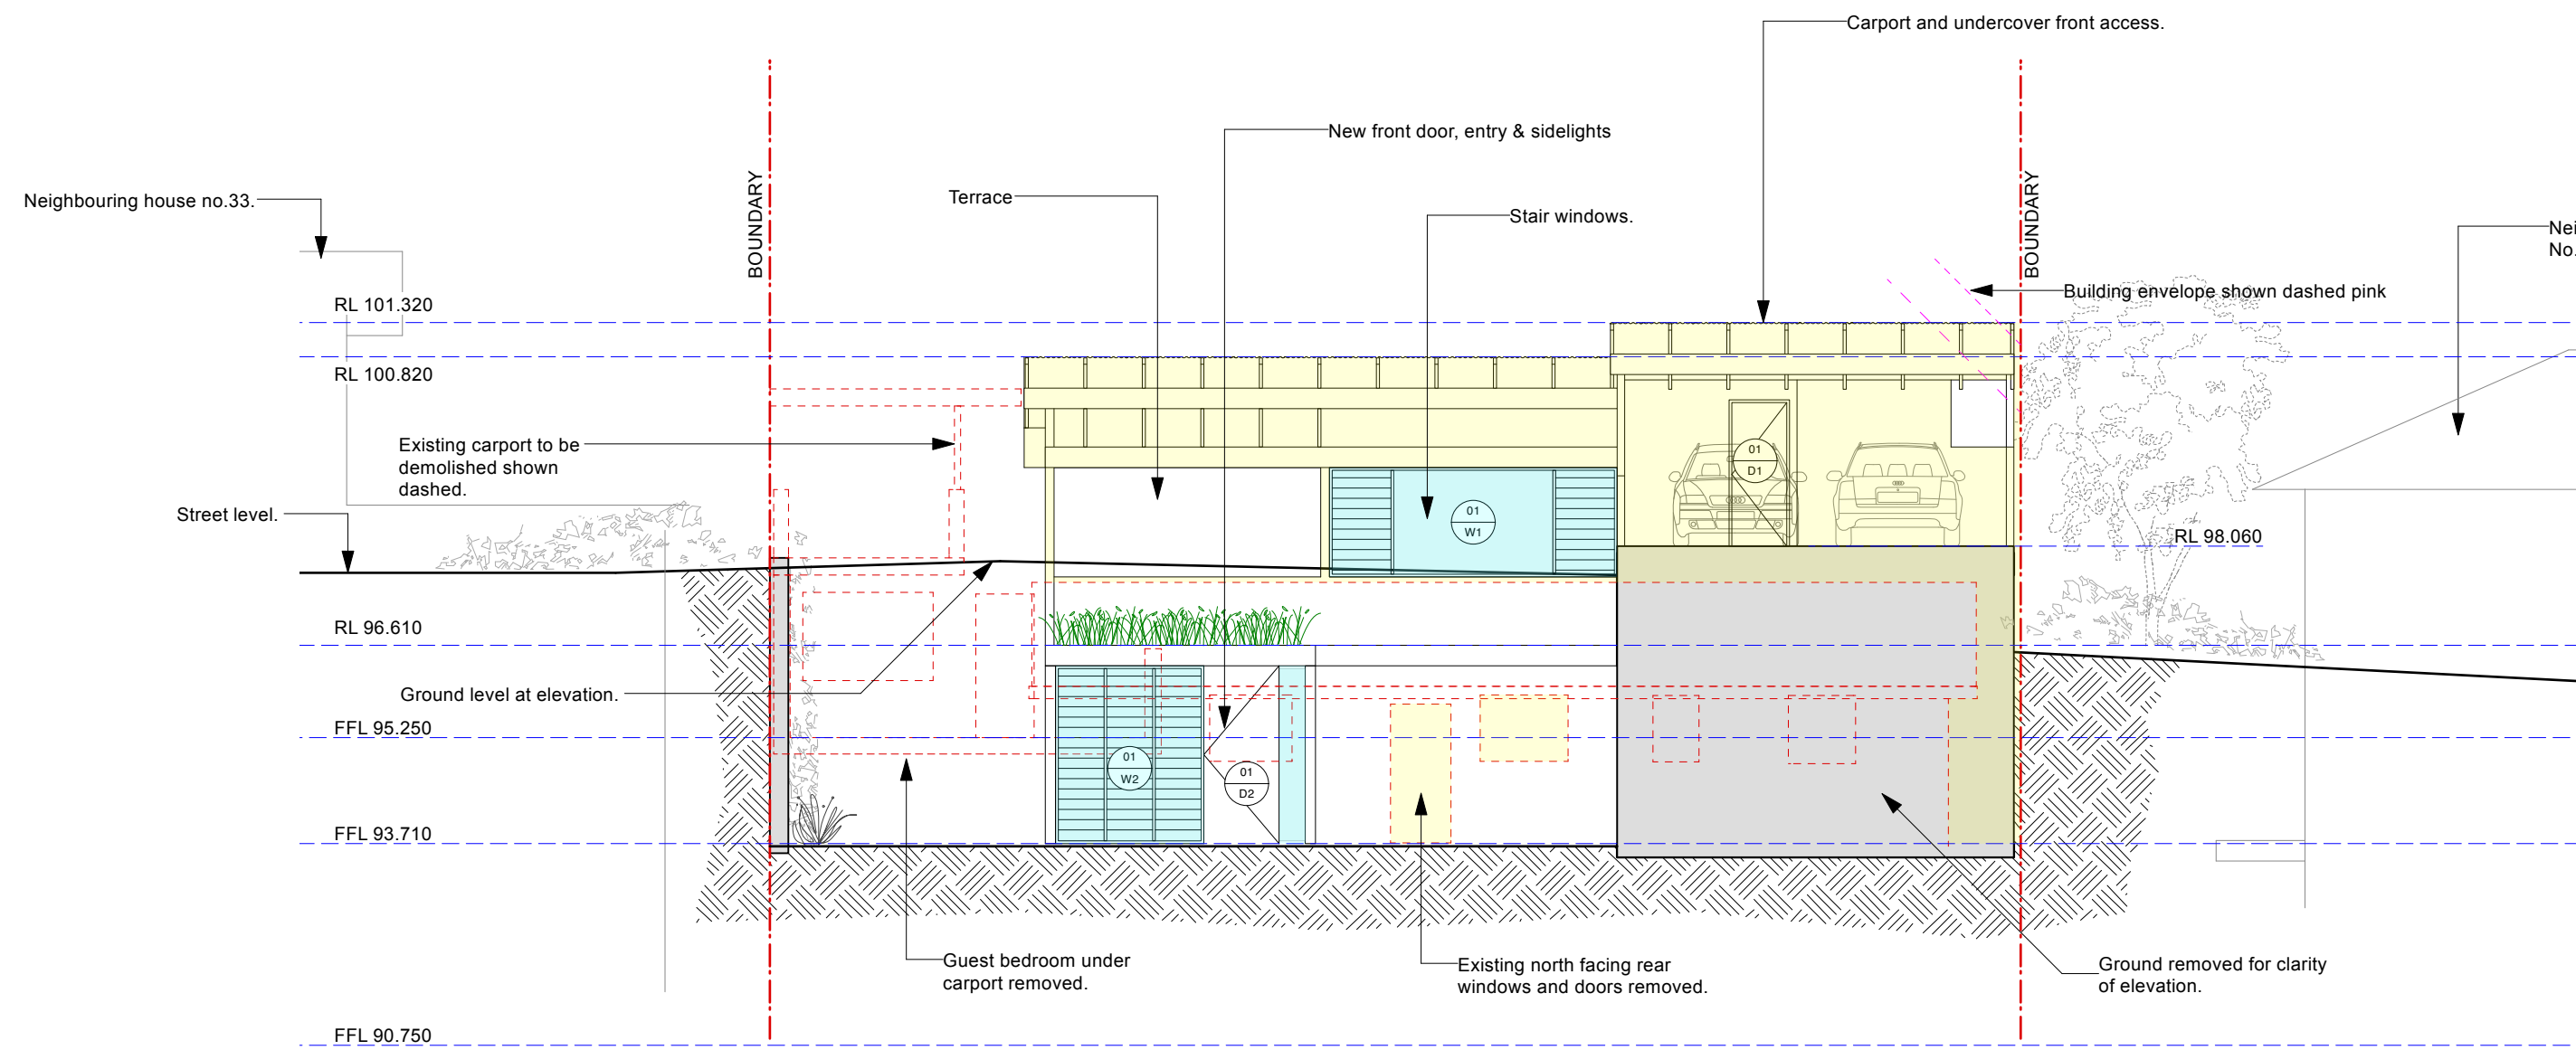 Carport and undercover front access.
New front door, entry & sidelights
BOUNDARY
BOUNDARY
Neighbouring house no.33.
Terrace
Stair windows.
No.
Building envelope shown dashed pink
RL 101.320
RL 100.820
Existing carport to be
demolished shown
dashed.
01
D1
Street level.
01
W1
RL 98.060
RL 96.610
Ground level at elevation.
FFL 95.250
01
W2
01
D2
FFL 93.710
Guest bedroom under
carport removed.
Existing north facing rear
windows and doors removed.
Ground removed for clarity
of elevation.
FFL 90.750